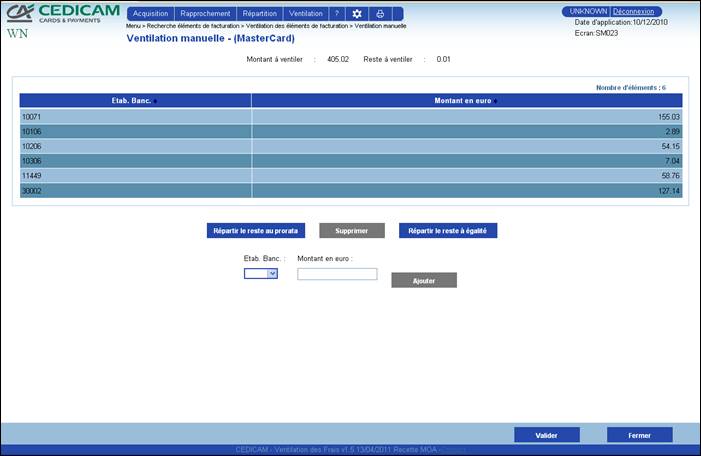 CEDICAM
CARDS & PAYMENTS
WN
Acquisition Rapprochement Répartition Ventilation ?
Menu > Recherche éléments de facturation > Ventilation des éléments de facturation > Ventilation manuelle
Ventilation manuelle - (MasterCard)
UNKNOWN Déconnexion
Date d'application:10/12/2010
Ecran:SM023
Montant à ventiler : 405.02 Reste à ventiler : 0.01
Nombre d'éléments : 6
Etab. Banc. Montant en euro
10071 155.03
10106 2.89
10206 54.15
10306 7.04
11449 58.76
30002 127.14
Répartir le reste au prorata Supprimer Répartir le reste à égalité
Etab. Banc. : Montant en euro :
Ajouter
Valider Fermer
CEDICAM - Ventilation des Frais v1.5 13/04/2011 Recette MOA -